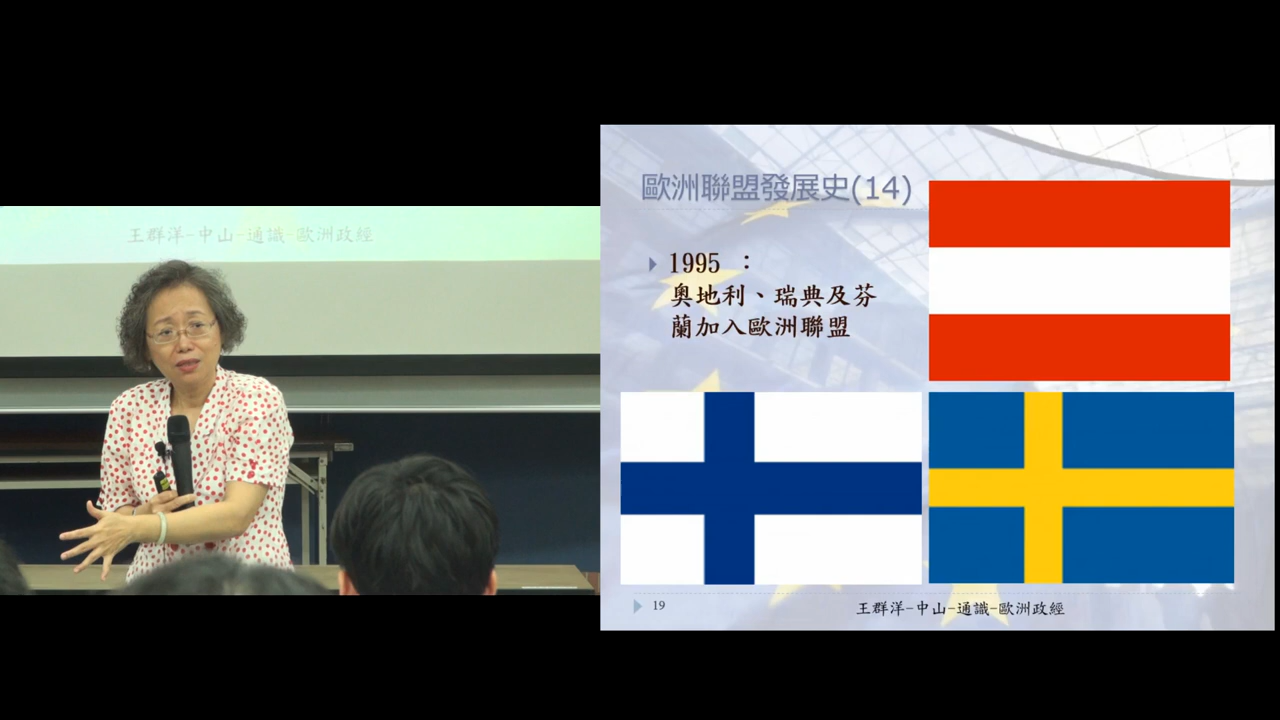 王群洋-中山-通識-歐洲政經
歐洲聯盟發展史(14)
1995 ：
奧地利、瑞典及芬
蘭加入歐洲聯盟
19
王群洋-中山-通識-歐洲政經